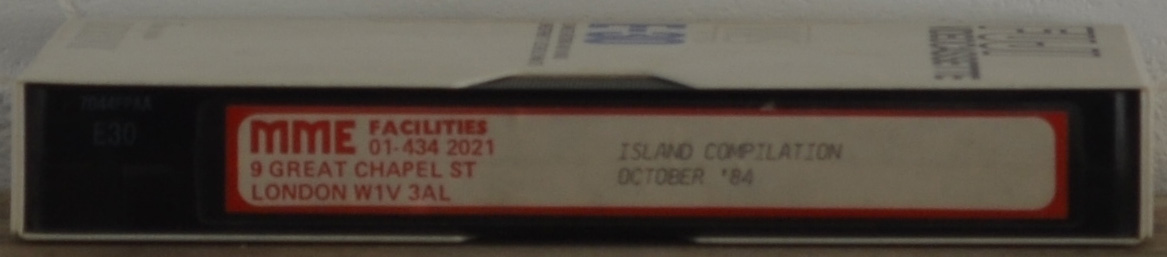 E30
MME FACILITIES
01-434 2021
9 GREAT CHAPEL ST
LONDON W1V 3AL
ISLAND COMPILATION
OCTOBER '84